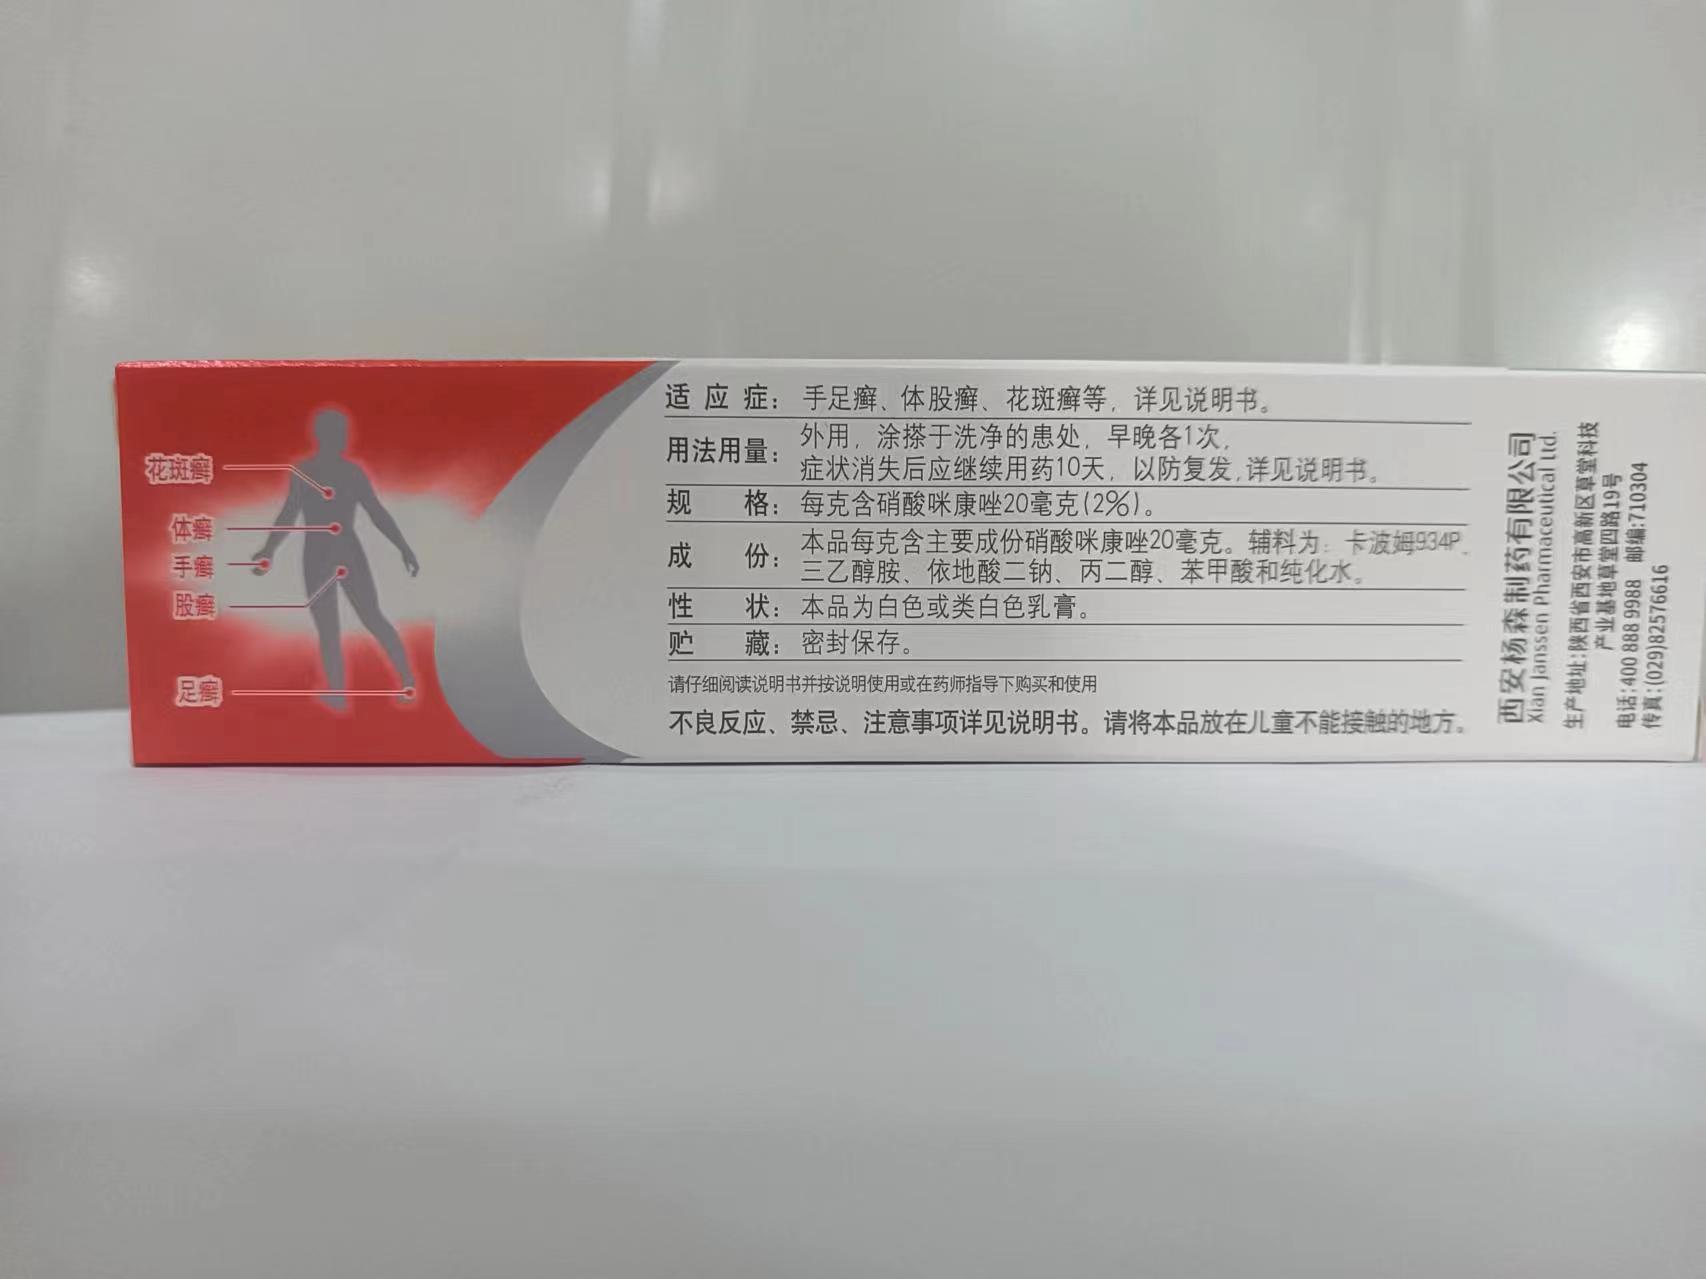 花斑癣
体癣
手癣
股癣
足癣
适应症：手足癣、体股癣、花斑癣等，详见说明书。
用法用量：外用，涂搽于洗净的患处，早晚各1次，
症状消失后应继续用药10天，以防复发,详见说明书。
规格：每克含硝酸咪康唑20毫克(2%)。
成份：本品每克含主要成份硝酸咪康唑20毫克。辅料为：卡波姆934P、
三乙醇胺、依地酸二钠、丙二醇、苯甲酸和纯化水。
性状：本品为白色或类白色乳膏。
贮藏：密封保存。
请仔细阅读说明书并按说明使用或在药师指导下购买和使用
不良反应、禁忌、注意事项详见说明书。请将本品放在儿童不能接触的地方。
西安杨森制药有限公司
Xian Janssen Pharmaceutical Ltd.
生产地址:陕西省西安市高新区草堂科技
产业基地草堂四路19号
电话:400 888 9988 邮编:710304
传真:(029)82576616